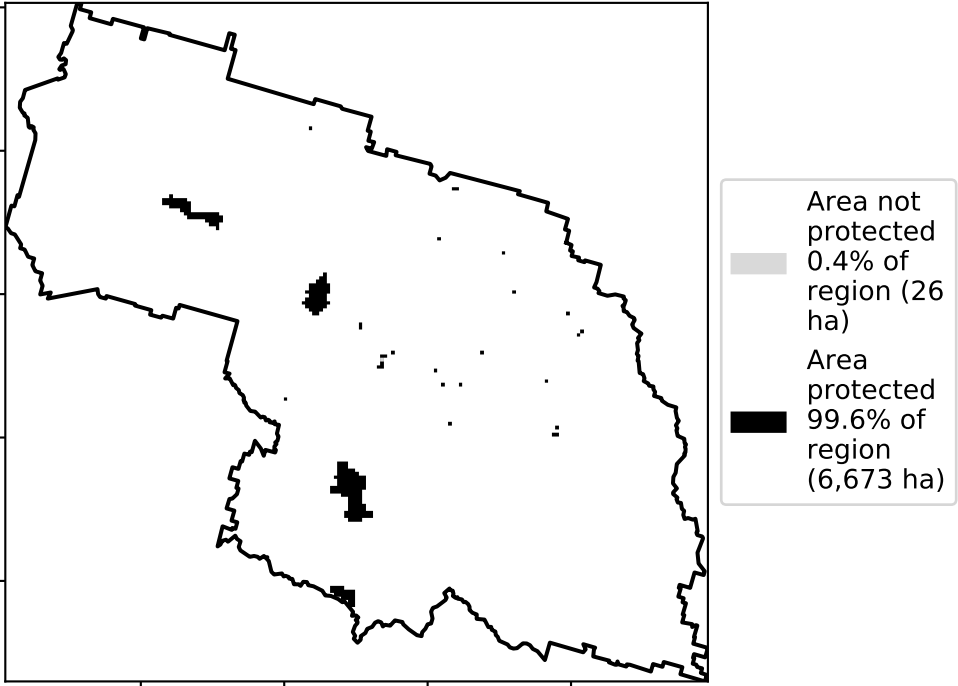 Area not
protected
0.4% of
region (26
ha)
Area
protected
99.6% of
region
(6,673 ha)